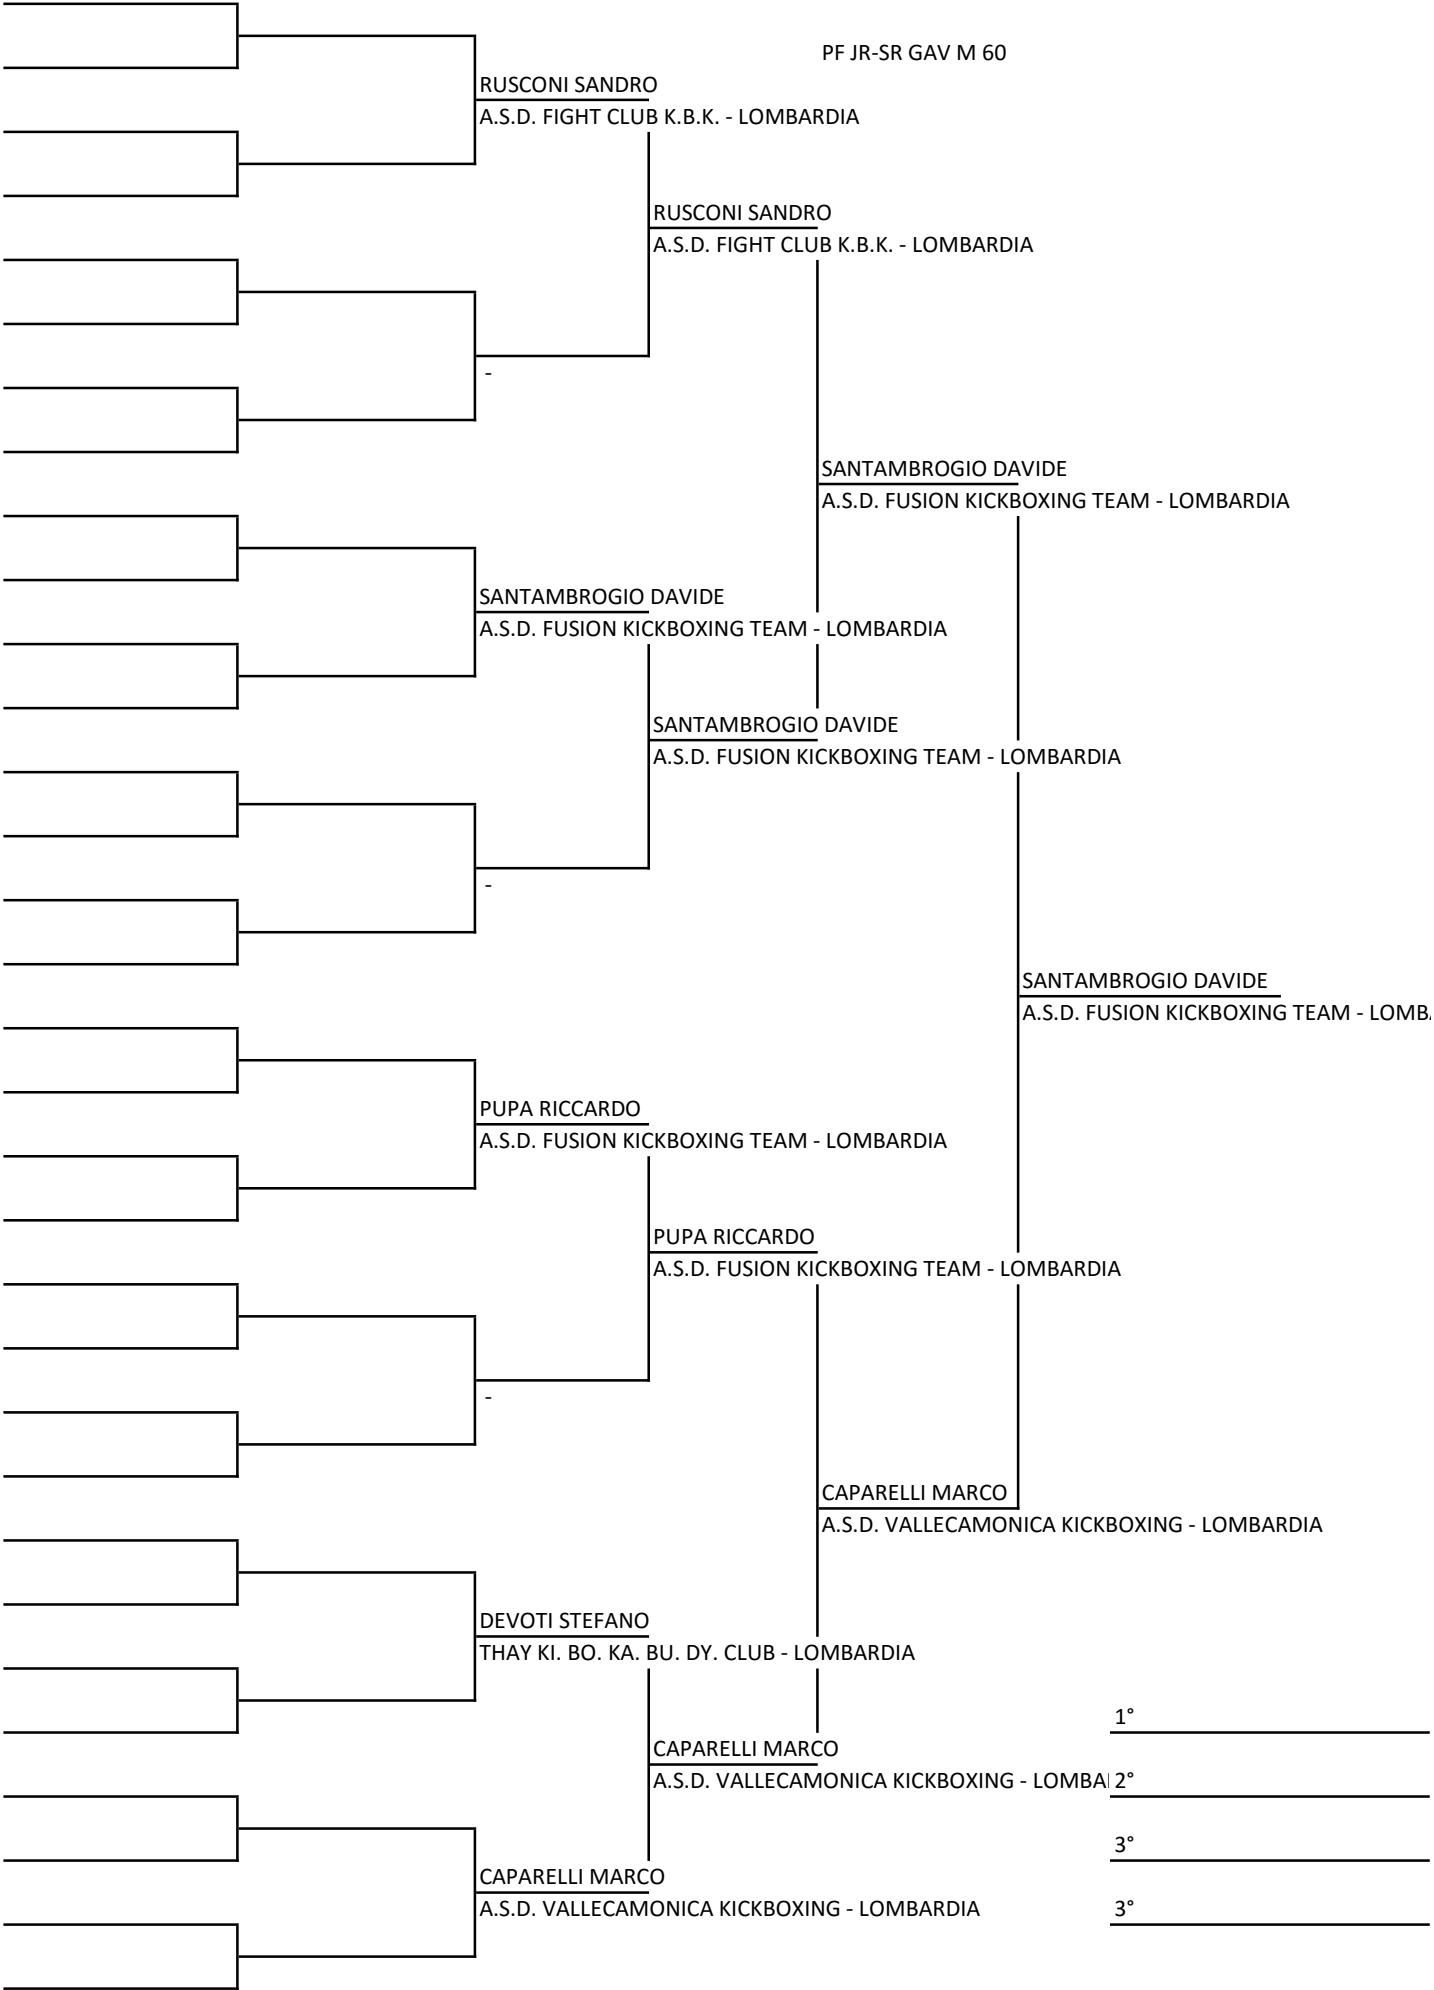 PF JR-SR GAV M 60
RUSCONI SANDRO
A.S.D. FIGHT CLUB K.B.K. - LOMBARDIA
RUSCONI SANDRO
A.S.D. FIGHT CLUB K.B.K. - LOMBARDIA
-
SANTAMBROGIO DAVIDE
A.S.D. FUSION KICKBOXING TEAM - LOMBARDIA
SANTAMBROGIO DAVIDE
A.S.D. FUSION KICKBOXING TEAM - LOMBARDIA
SANTAMBROGIO DAVIDE
A.S.D. FUSION KICKBOXING TEAM - LOMBARDIA
-
SANTAMBROGIO DAVIDE
A.S.D. FUSION KICKBOXING TEAM - LOMB
PUPA RICCARDO
A.S.D. FUSION KICKBOXING TEAM - LOMBARDIA
PUPA RICCARDO
A.S.D. FUSION KICKBOXING TEAM - LOMBARDIA
-
CAPARELLI MARCO
A.S.D. VALLECAMONICA KICKBOXING - LOMBARDIA
DEVOTI STEFANO
THAY KI. BO. KA. BU. DY. CLUB - LOMBARDIA
1°
CAPARELLI MARCO
A.S.D. VALLECAMONICA KICKBOXING - LOMBA
2°
3°
CAPARELLI MARCO
A.S.D. VALLECAMONICA KICKBOXING - LOMBARDIA
3°